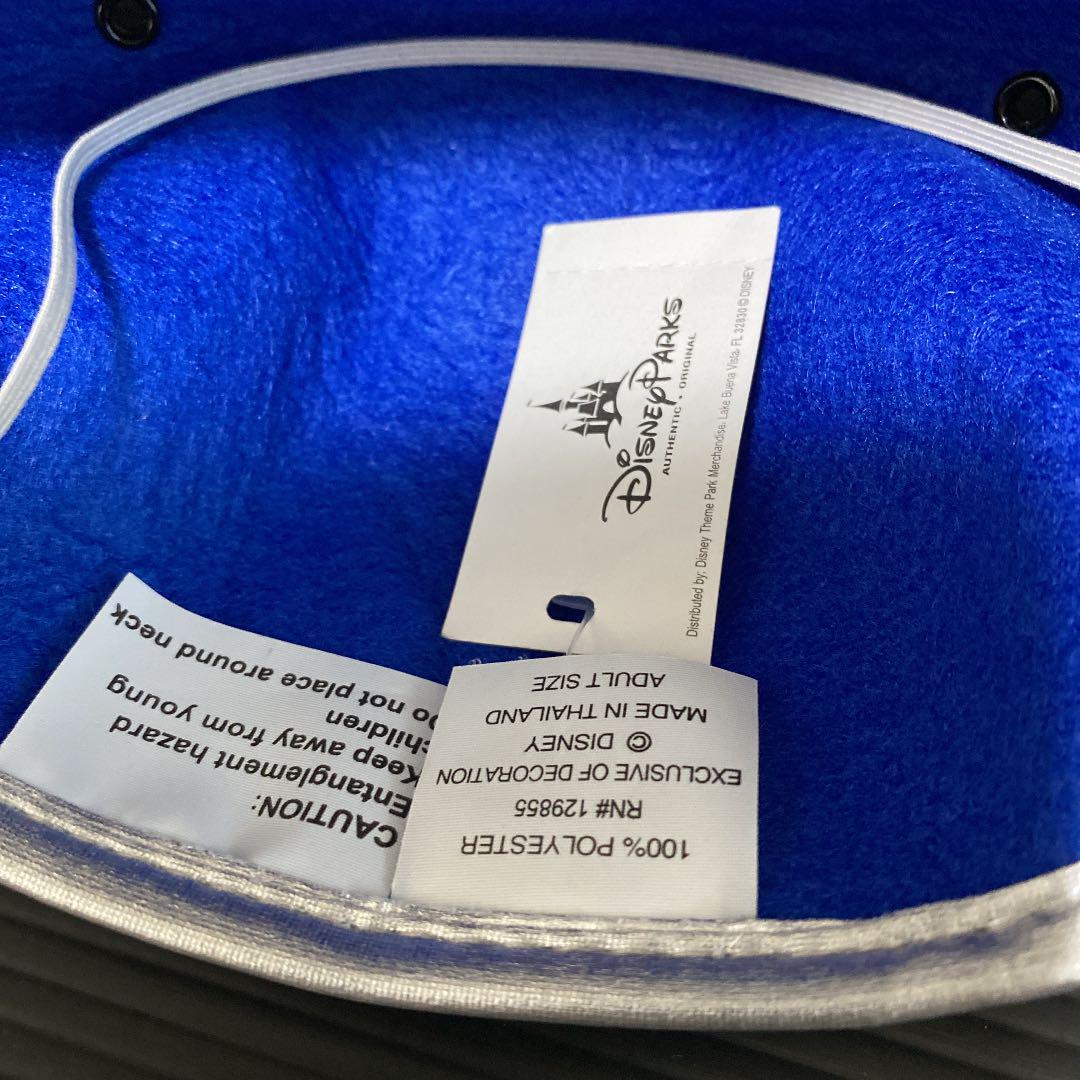 DISNEY PARKS
AUTHENTIC • ORIGINAL
Distributed by: Disney Theme Park Merchandise, Lake Buena Vista, FL 32830 © DISNEY
100% POLYESTER
RN# 129855
EXCLUSIVE OF DECORATION
© DISNEY
MADE IN THAILAND
ADULT SIZE
CAUTION:
Entanglement hazard
Keep away from young
children
Do not place around neck